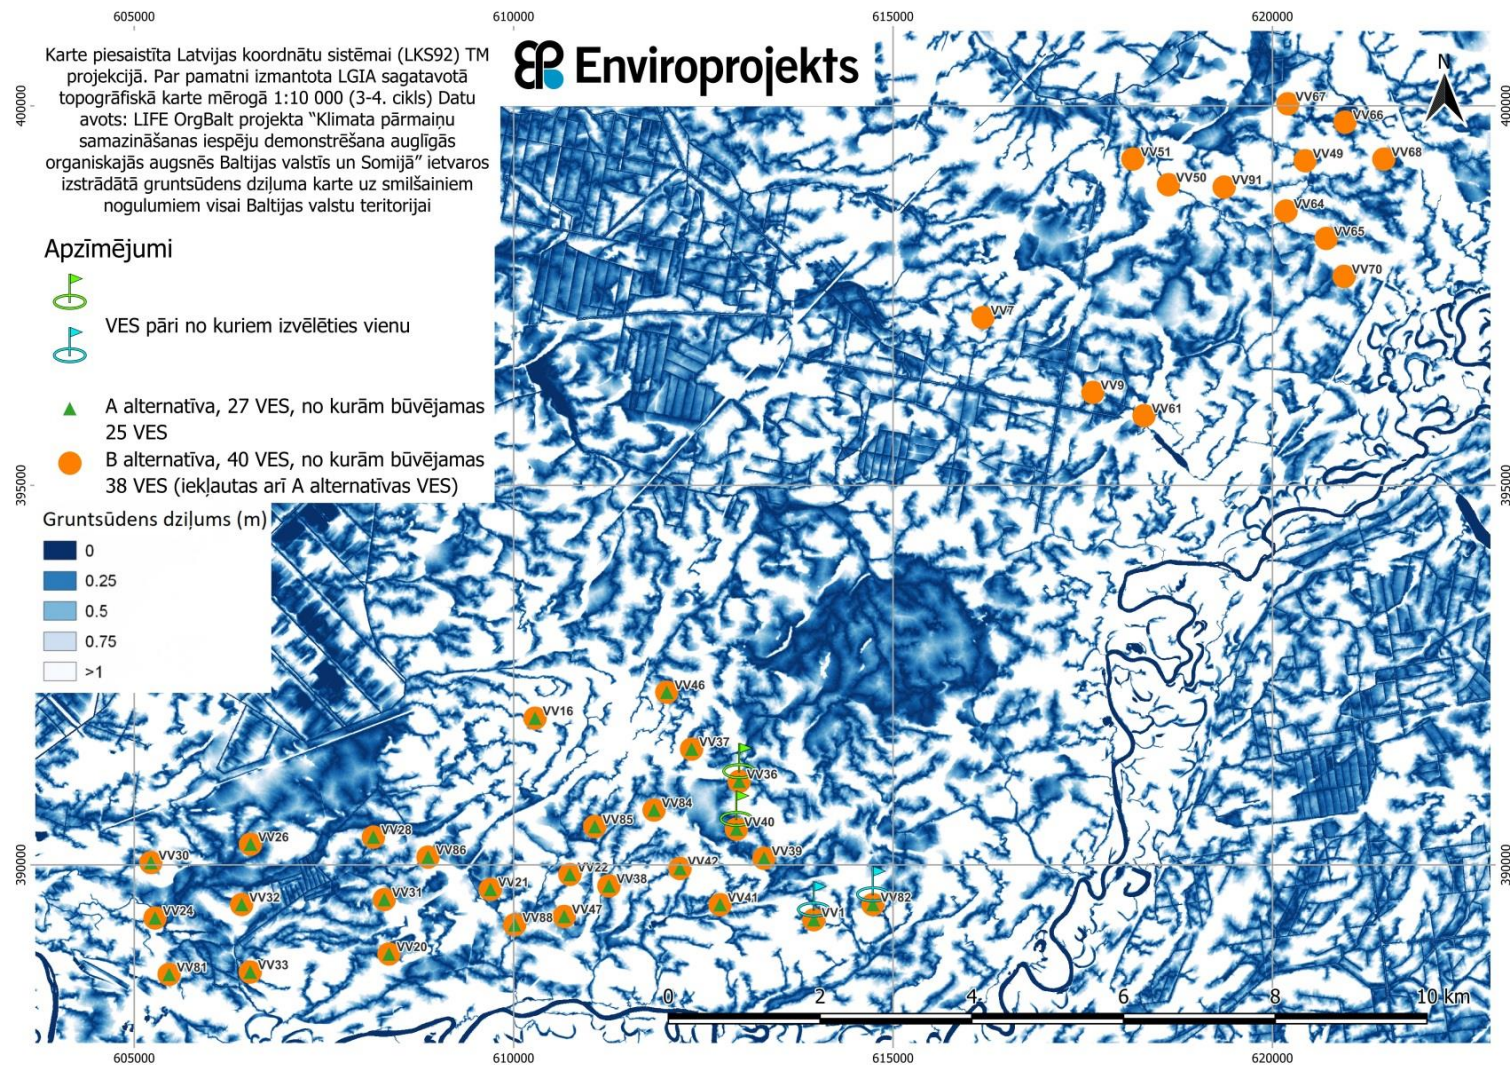 605000
610000
615000
620000
Karte piesaistīta Latvijas koordnātu sistēmai (LKS92) TM
projekcijā. Par pamatni izmantota LGIA sagatavotā
topogrāfiskā karte mērogā 1:10 000 (3-4. cikls) Datu
avots: LIFE OrgBalt projekta “Klimata pārmaiņu
samazināšanas iespēju demonstrēšana auglīgās
organiskajās augsnēs Baltijas valstīs un Somijā” ietvaros
izstrādātā gruntsūdens dziļuma karte uz smilšainiem
nogulumiem visai Baltijas valstu teritorijai
Enviroprojekts
N
400000
400000
Apzīmējumi
VES pāri no kuriem izvēlēties vienu
A alternatīva, 27 VES, no kurām būvējamas
25 VES
B alternatīva, 40 VES, no kurām būvējamas
38 VES (iekļautas arī A alternatīvas VES)
395000
395000
Gruntsūdens dziļums (m)
0
0.25
0.5
0.75
>1
VV67
VV66
VV51
VV49
VV68
VV50
VV91
VV64
VV65
VV70
VV7
VV9
VV61
VV46
VV16
VV37
VV36
VV84
VV85
VV40
VV28
VV26
VV86
VV39
VV30
390000
390000
VV42
VV22
VV38
VV21
VV31
VV32
VV41
VV82
VV24
VV47
VV1
VV88
VV20
VV81
VV33
0
2
4
6
8
10 km
605000
610000
615000
620000